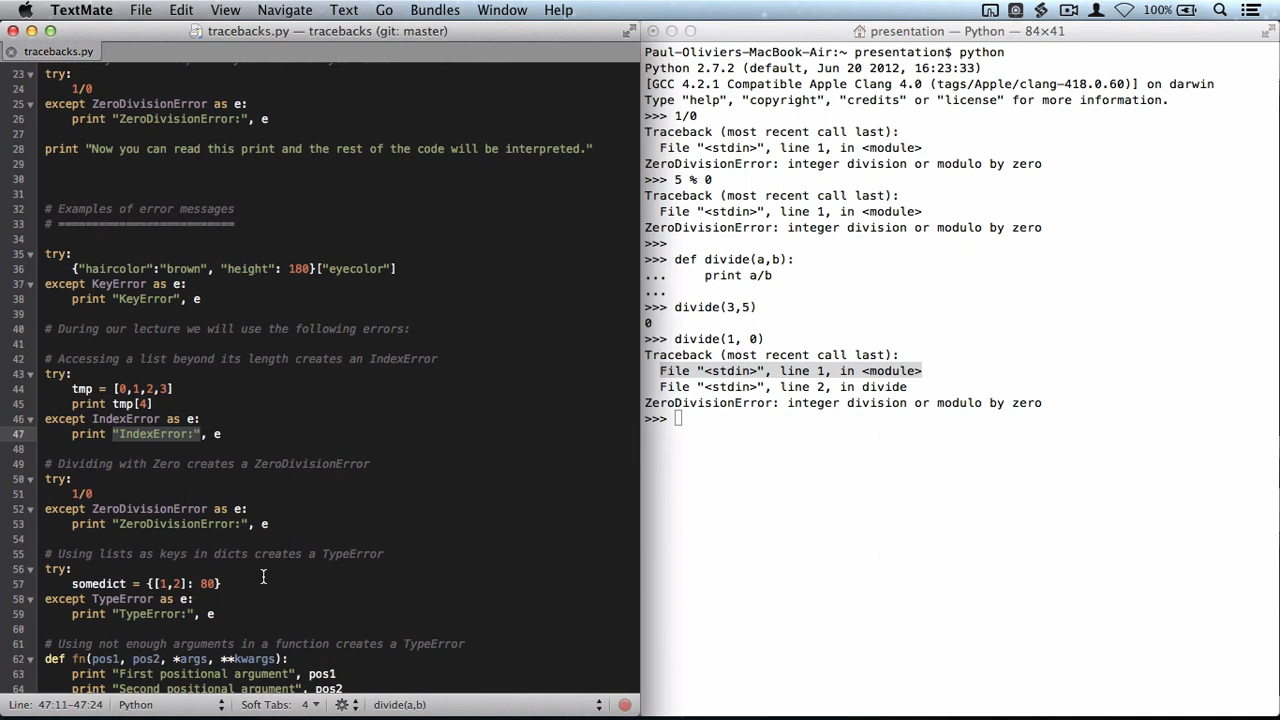 TextMate File Edit View Navigate Text Go Bundles Window Help 100%
tracebacks.py — tracebacks (git: master)
tracebacks.py
23 try:
24 1/0
25 except ZeroDivisionError as e:
26 print "ZeroDivisionError:", e
27
28 print "Now you can read this print and the rest of the code will be interpreted."
29
30
31
32 # Examples of error messages
33 # ==========================
34
35 try:
36 {"haircolor":"brown", "height": 180}["eyecolor"]
37 except KeyError as e:
38 print "KeyError", e
39
40 # During our lecture we will use the following errors:
41
42 # Accessing a list beyond its length creates an IndexError
43 try:
44 tmp = [0,1,2,3]
45 print tmp[4]
46 except IndexError as e:
47 print "IndexError:", e
48
49 # Dividing with Zero creates a ZeroDivisionError
50 try:
51 1/0
52 except ZeroDivisionError as e:
53 print "ZeroDivisionError:", e
54
55 # Using lists as keys in dicts creates a TypeError
56 try:
57 somedict = {[1,2]: 80}
58 except TypeError as e:
59 print "TypeError:", e
60
61 # Using not enough arguments in a function creates a TypeError
62 def fn(pos1, pos2, *args, **kwargs):
63 print "First positional argument", pos1
64 print "Second positional argument", pos2
Line: 47:11-47:24 Python Soft Tabs: 4 divide(a,b)
presentation — Python — 84×41
Paul-Oliviers-MacBook-Air:~ presentation$ python
Python 2.7.2 (default, Jun 20 2012, 16:23:33)
[GCC 4.2.1 Compatible Apple Clang 4.0 (tags/Apple/clang-418.0.60)] on darwin
Type "help", "copyright", "credits" or "license" for more information.
>>> 1/0
Traceback (most recent call last):
File "<stdin>", line 1, in <module>
ZeroDivisionError: integer division or modulo by zero
>>> 5 % 0
Traceback (most recent call last):
File "<stdin>", line 1, in <module>
ZeroDivisionError: integer division or modulo by zero
>>>
>>> def divide(a,b):
... print a/b
...
>>> divide(3,5)
0
>>> divide(1, 0)
Traceback (most recent call last):
File "<stdin>", line 1, in <module>
File "<stdin>", line 2, in divide
ZeroDivisionError: integer division or modulo by zero
>>>